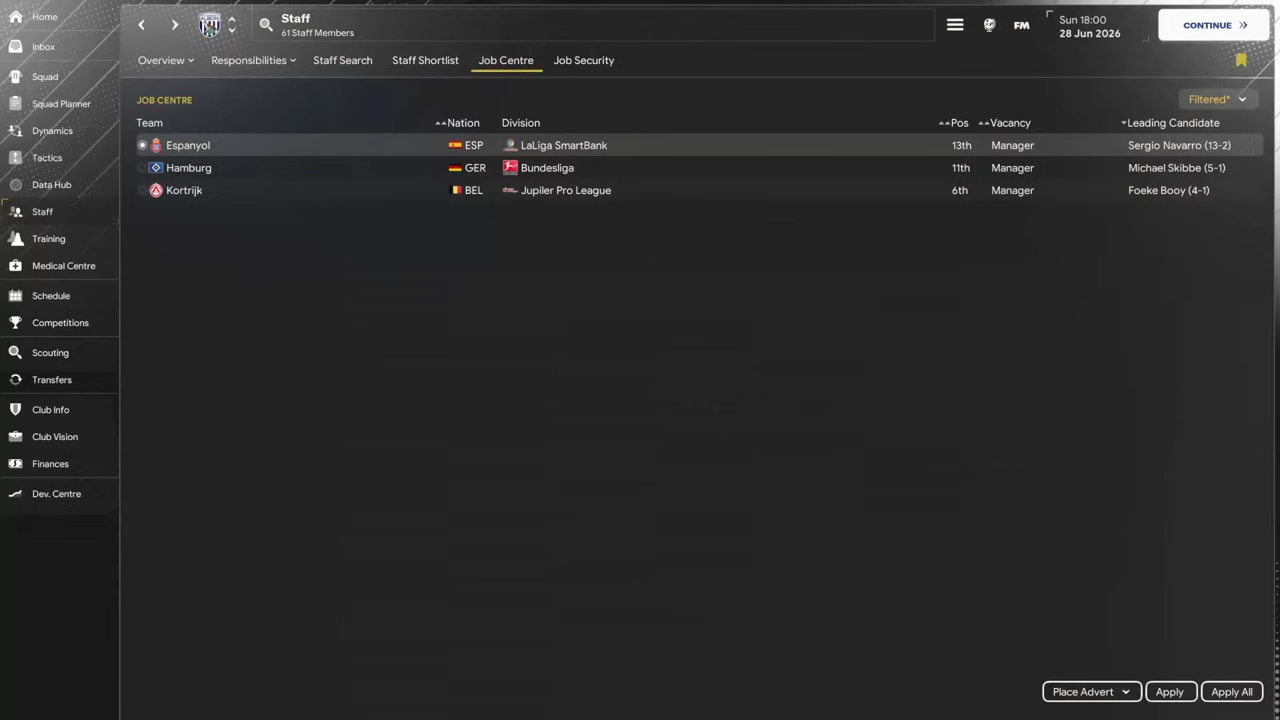 Home
Inbox
Squad
Squad Planner
Dynamics
Tactics
Data Hub
Staff
Training
Medical Centre
Schedule
Competitions
Scouting
Transfers
Club Info
Club Vision
Finances
Dev. Centre
Staff
61 Staff Members
FM
Sun 18:00
28 Jun 2026
CONTINUE
Overview
Responsibilities
Staff Search
Staff Shortlist
Job Centre
Job Security
JOB CENTRE
Filtered*
Team Nation Division Pos Vacancy Leading Candidate
Espanyol ESP LaLiga SmartBank 13th Manager Sergio Navarro (13-2)
Hamburg GER Bundesliga 11th Manager Michael Skibbe (5-1)
Kortrijk BEL Jupiler Pro League 6th Manager Foeke Booy (4-1)
Place Advert Apply Apply All